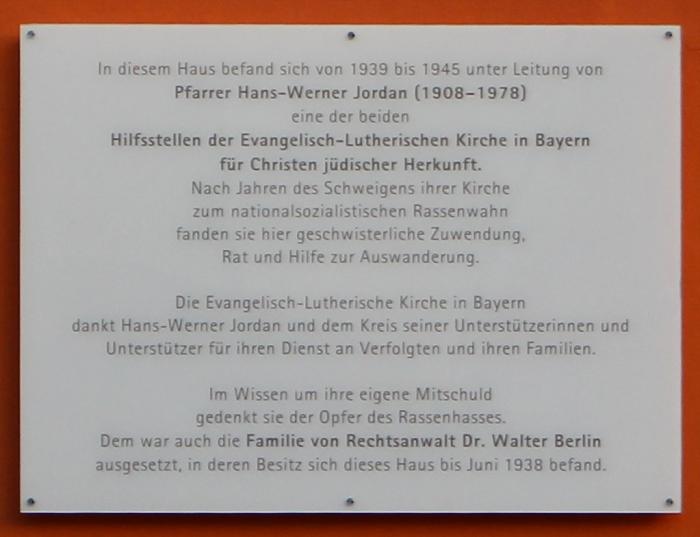 In diesem Haus befand sich von 1939 bis 1945 unter Leitung von
Pfarrer Hans-Werner Jordan (1908-1978)
eine der beiden
Hilfsstellen der Evangelisch-Lutherischen Kirche in Bayern
für Christen jüdischer Herkunft.
Nach Jahren des Schweigens ihrer Kirche
zum nationalsozialistischen Rassenwahn
fanden sie hier geschwisterliche Zuwendung,
Rat und Hilfe zur Auswanderung.
Die Evangelisch-Lutherische Kirche in Bayern
dankt Hans-Werner Jordan und dem Kreis seiner Unterstützerinnen und
Unterstützer für ihren Dienst an Verfolgten und ihren Familien.
Im Wissen um ihre eigene Mitschuld
gedenkt sie der Opfer des Rassenhasses.
Dem war auch die Familie von Rechtsanwalt Dr. Walter Berlin
ausgesetzt, in deren Besitz sich dieses Haus bis Juni 1938 befand.